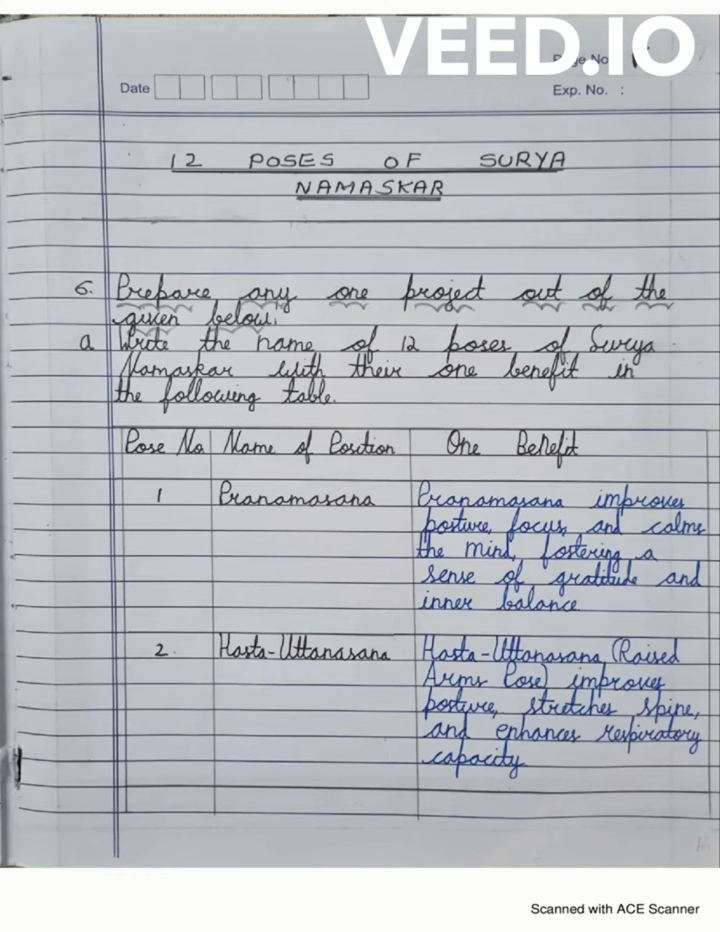 VEED.IO
Page No
Date
Exp. No. :
12 POSES OF SURYA
NAMASKAR
6. Prepare any one project out of the
given below.
a Write the name of 12 poses of Surya
Namaskar with their one benefit in
the following table.
Pose No Name of Position One Benefit
1 Pranamasana Pranamasana improves
posture, focus, and calms
the mind, fostering a
sense of gratitude and
inner balance
2. Hasta-Uttanasana Hasta-Uttanasana (Raised
Arms Pose) improves
posture, stretches spine,
and enhances respiratory
capacity.
Scanned with ACE Scanner